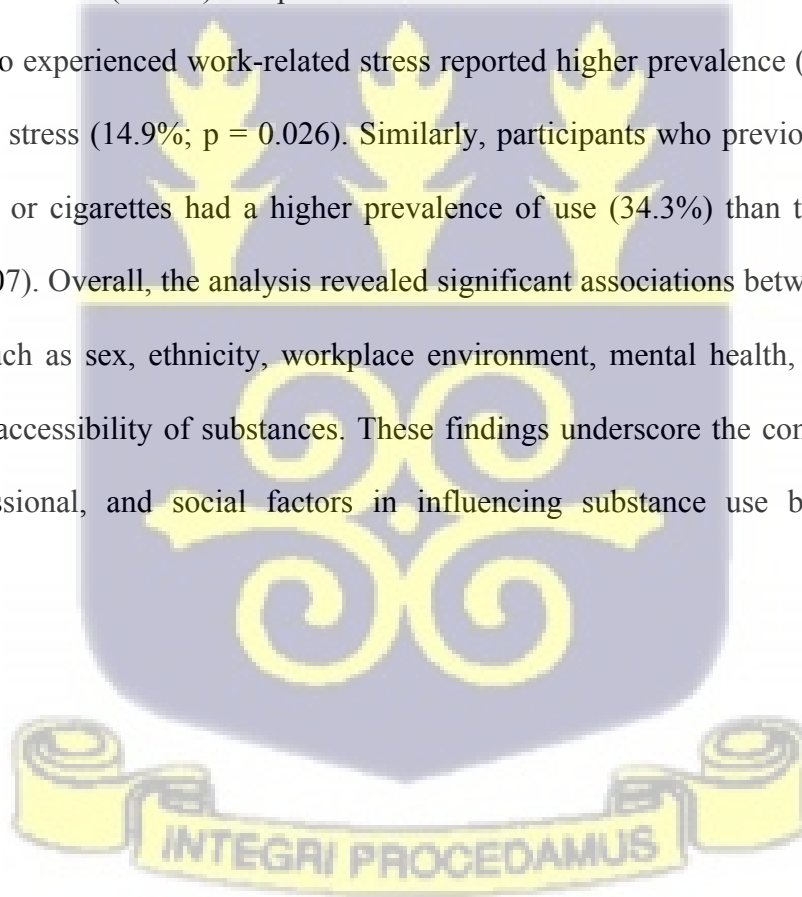 o experienced work-related stress reported higher prevalence (
stress (14.9%; p = 0.026). Similarly, participants who previo
or cigarettes had a higher prevalence of use (34.3%) than t
07). Overall, the analysis revealed significant associations betw
uch as sex, ethnicity, workplace environment, mental health,
accessibility of substances. These findings underscore the con
ssional, and social factors in influencing substance use b
INTEGRI PROCEDAMUS